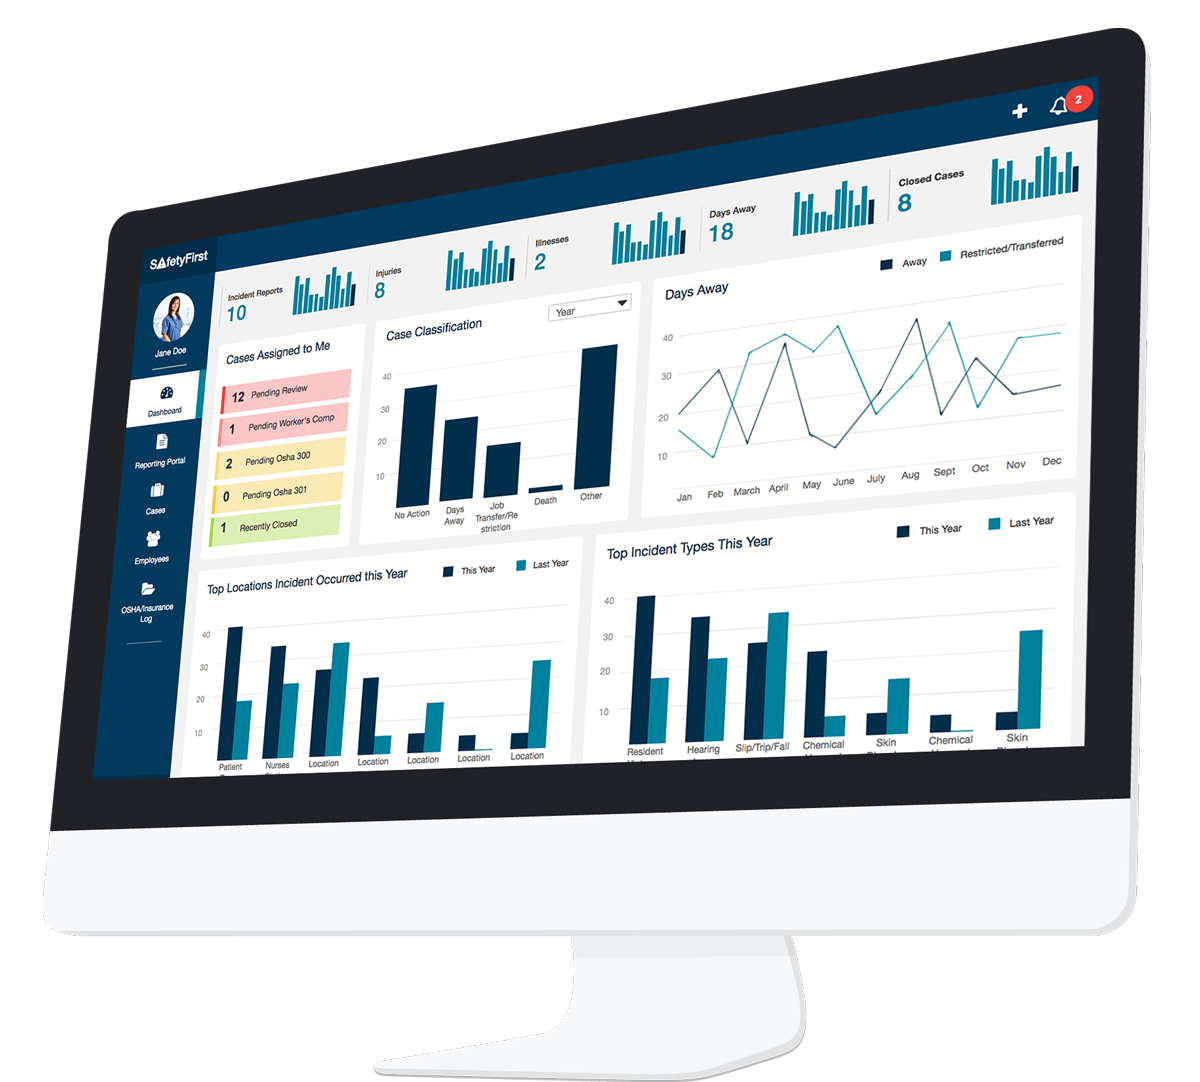 2
SAfetyFirst
Jane Doe
Dashboard
Reporting Portal
Cases
Employees
OSHA/Insurance
Log
Incident Reports
10
Injuries
8
Illnesses
2
Days Away
18
Closed Cases
8
Cases Assigned to Me
12 Pending Review
1 Pending Worker's Comp
2 Pending Osha 300
0 Pending Osha 301
1 Recently Closed
Case Classification
Year
40
30
20
10
No Action
Days
Away
Job
Transfer/Re
striction
Death
Other
Days Away
Away
Restricted/Transferred
40
30
20
10
Jan Feb March April May June July Aug Sept Oct Nov Dec
Top Locations Incident Occurred this Year
This Year
Last Year
40
30
20
10
Patient
Nurses
Location
Location
Location
Location
Location
Top Incident Types This Year
This Year
Last Year
40
30
20
10
Resident
Hearing
Slip/Trip/Fall
Chemical
Skin
Chemical
Skin